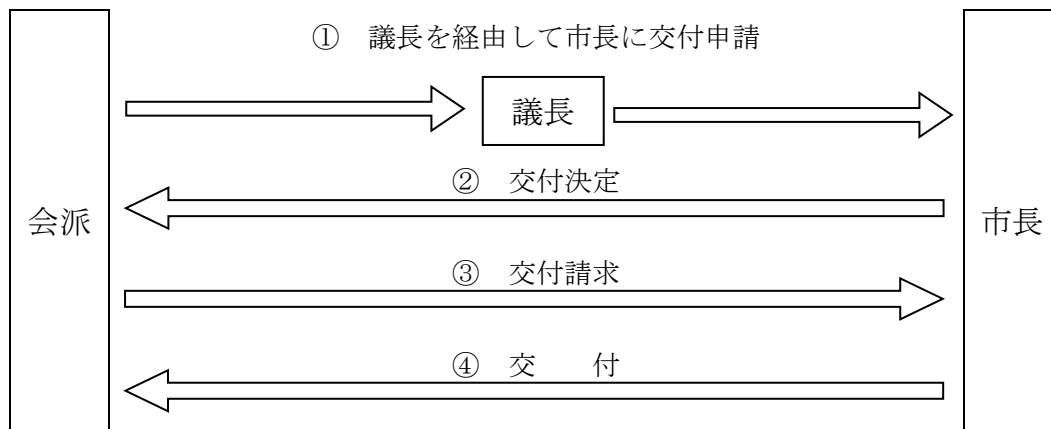 ① 議長を経由して市長に交付申請
議長
会派
市長
② 交付決定
③ 交付請求
④ 交　　付